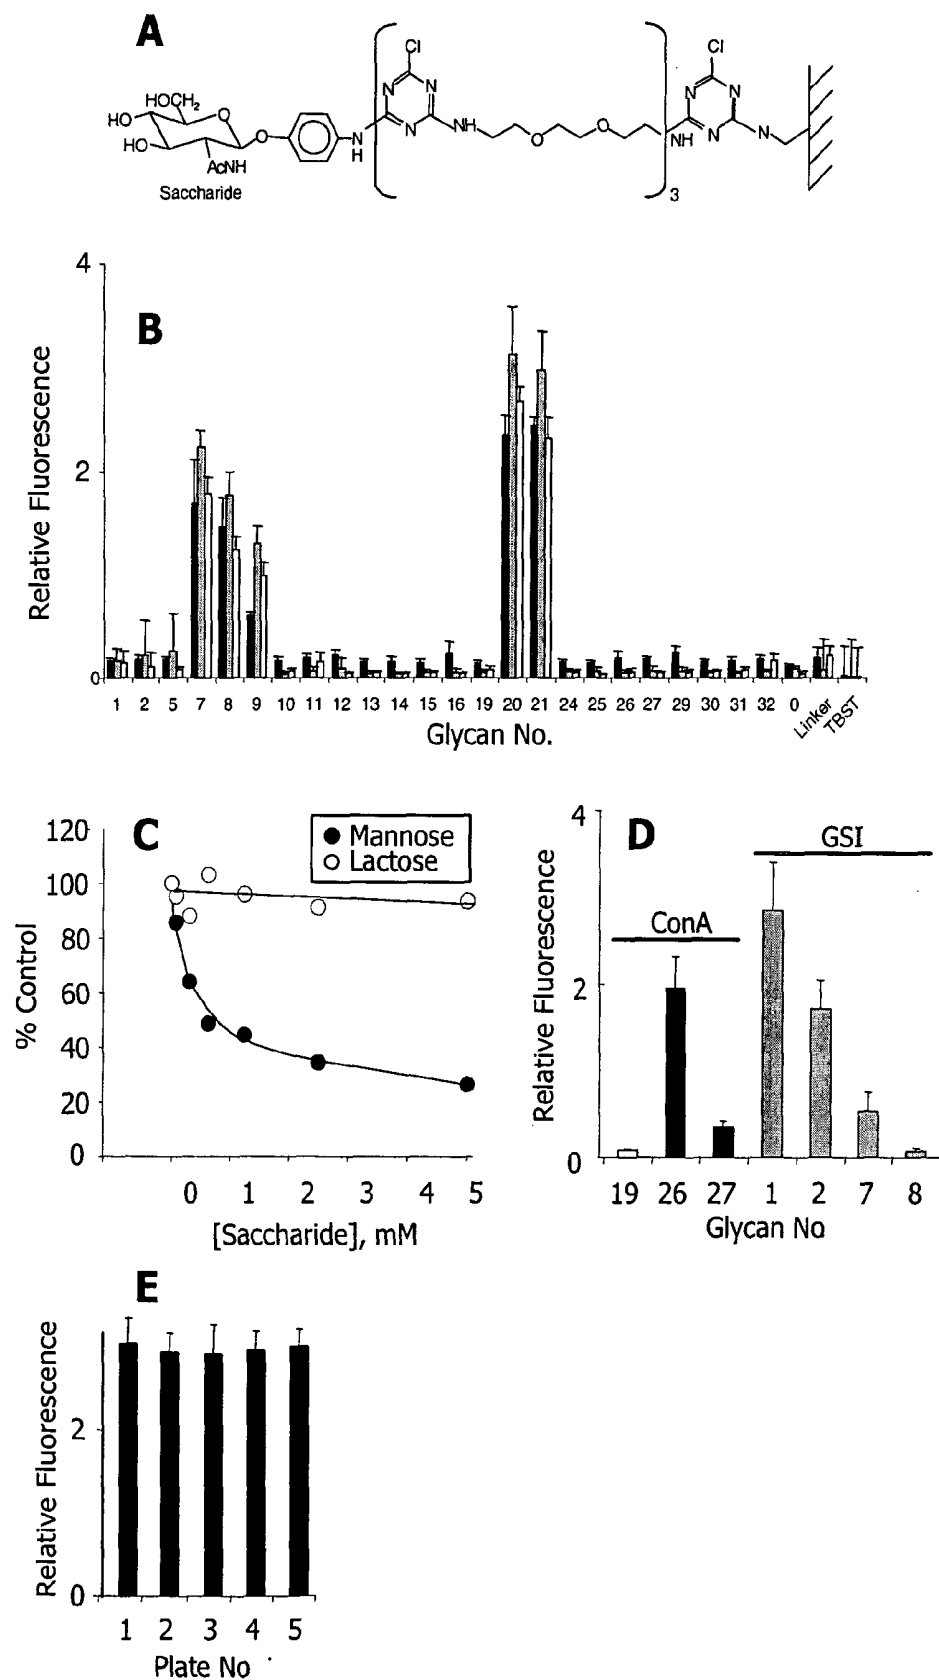 A
Cl
Cl
HOCH2
HO
O
N
N
N
N
HO
O
N
NH
O
O
NH
N
N
AcNH
N
H
3
Saccharide
B
Relative Fluorescence
4
2
0
1 2 5 7 8 9 10 11 12 13 14 15 16 19 20 21 24 25 26 27 29 30 31 32 0 Linker TBST
Glycan No.
C
Mannose
Lactose
% Control
120
100
80
60
40
20
0
0 1 2 3 4 5
[Saccharide], mM
D
GSI
ConA
Relative Fluorescence
4
2
0
19 26 27 1 2 7 8
Glycan No
E
Relative Fluorescence
2
0
1 2 3 4 5
Plate No